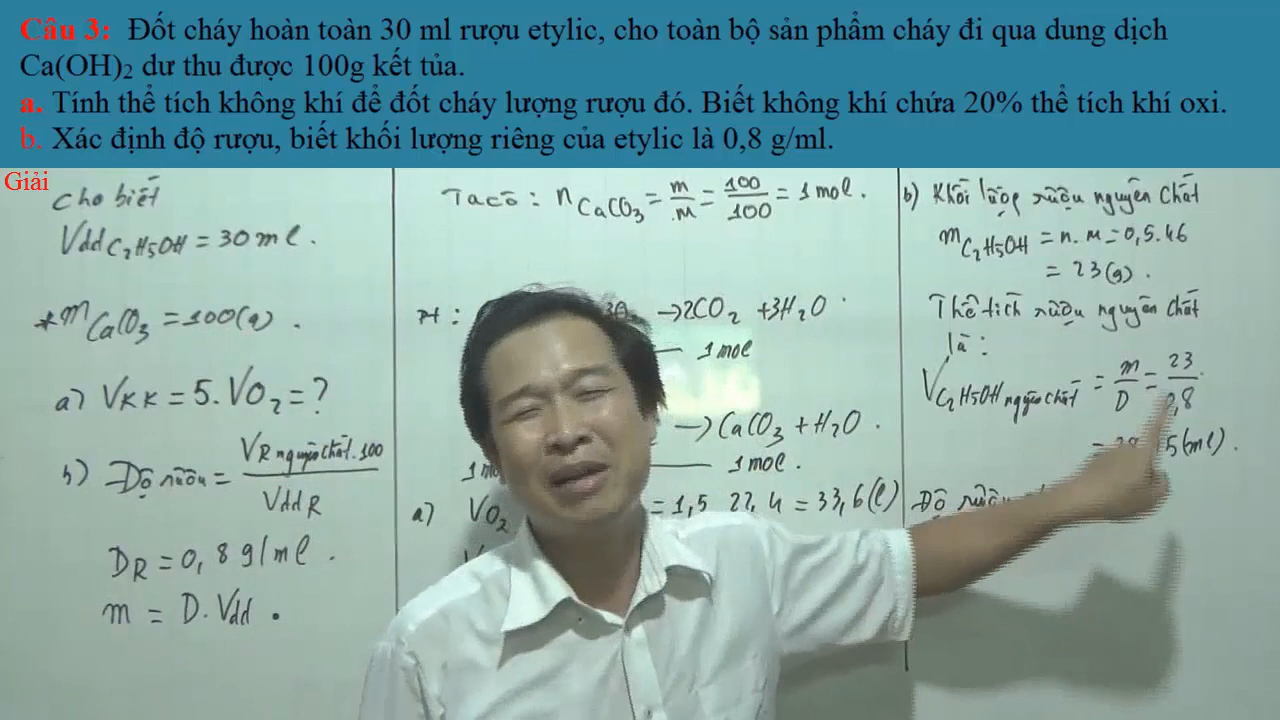 Câu 3: Đốt cháy hoàn toàn 30 ml rượu etylic, cho toàn bộ sản phẩm cháy đi qua dung dịch
Ca(OH)₂ dư thu được 100g kết tủa.
a. Tính thể tích không khí để đốt cháy lượng rượu đó. Biết không khí chứa 20% thể tích khí oxi.
b. Xác định độ rượu, biết khối lượng riêng của etylic là 0,8 g/ml.
Giải
Cho biết
Vdd C₂H₅OH = 30 ml.
*m CaCO₃ = 100(g).
a) VKK = 5. VO₂ = ?
b) Độ rượu = VR nguyên chất.100
Vdd R
DR = 0,8 g/ml.
m = D. Vdd.
Ta có: n CaCO₃ = m/M = 100/100 = 1 mol.
Pt: → 2CO₂ + 3H₂O
1 mol
→ CaCO₃ + H₂O.
1 mol.
a) VO₂ = 1,5 22,4 = 33,6(l)
b) Khối lượng rượu nguyên chất
m C₂H₅OH = n. M = 0,5.46
= 23(g).
Thể tích rượu nguyên chất
là:
V C₂H₅OH nguyên chất = m/D = 23/0,8
5(ml).
Độ rượu